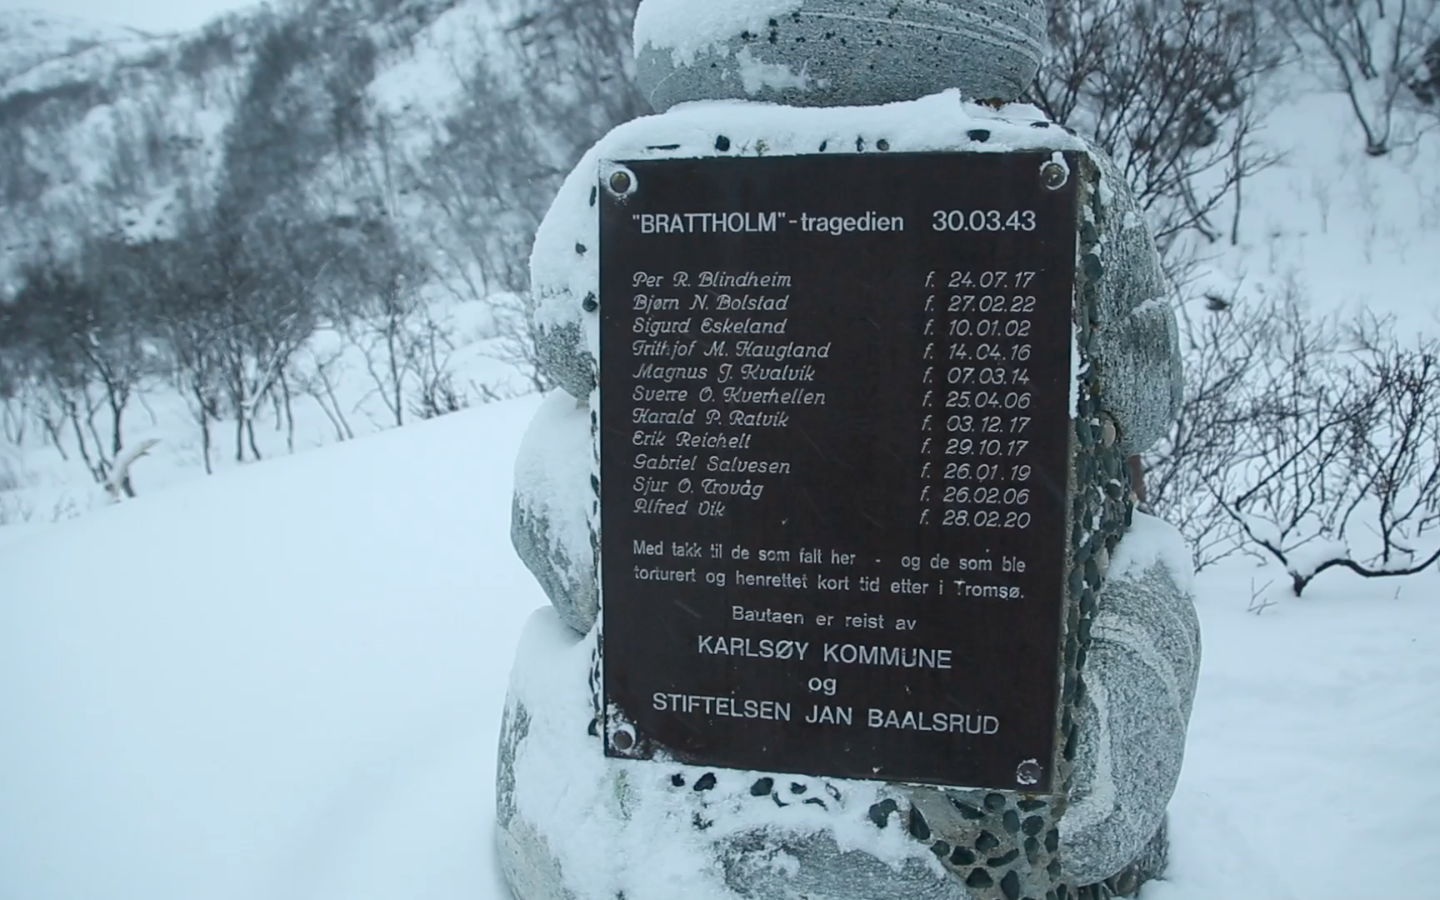 "BRATTHOLM"-tragedien 30.03.43
Per R. Blindheim f. 24.07.17
Bjørn N. Bolstad f. 27.02.22
Sigurd Eskeland f. 10.01.02
Frithjof M. Haugland f. 14.04.16
Magnus J. Kvalvik f. 07.03.14
Sverre O. Kverhellen f. 25.04.06
Harald P. Ratvik f. 03.12.17
Erik Reichelt f. 29.10.17
Gabriel Salvesen f. 26.01.19
Sjur O. Trovåg f. 26.02.06
Alfred Vik f. 28.02.20
Med takk til de som falt her - og de som ble
torturert og henrettet kort tid etter i Tromsø.
Bautaen er reist av
KARLSØY KOMMUNE
og
STIFTELSEN JAN BAALSRUD